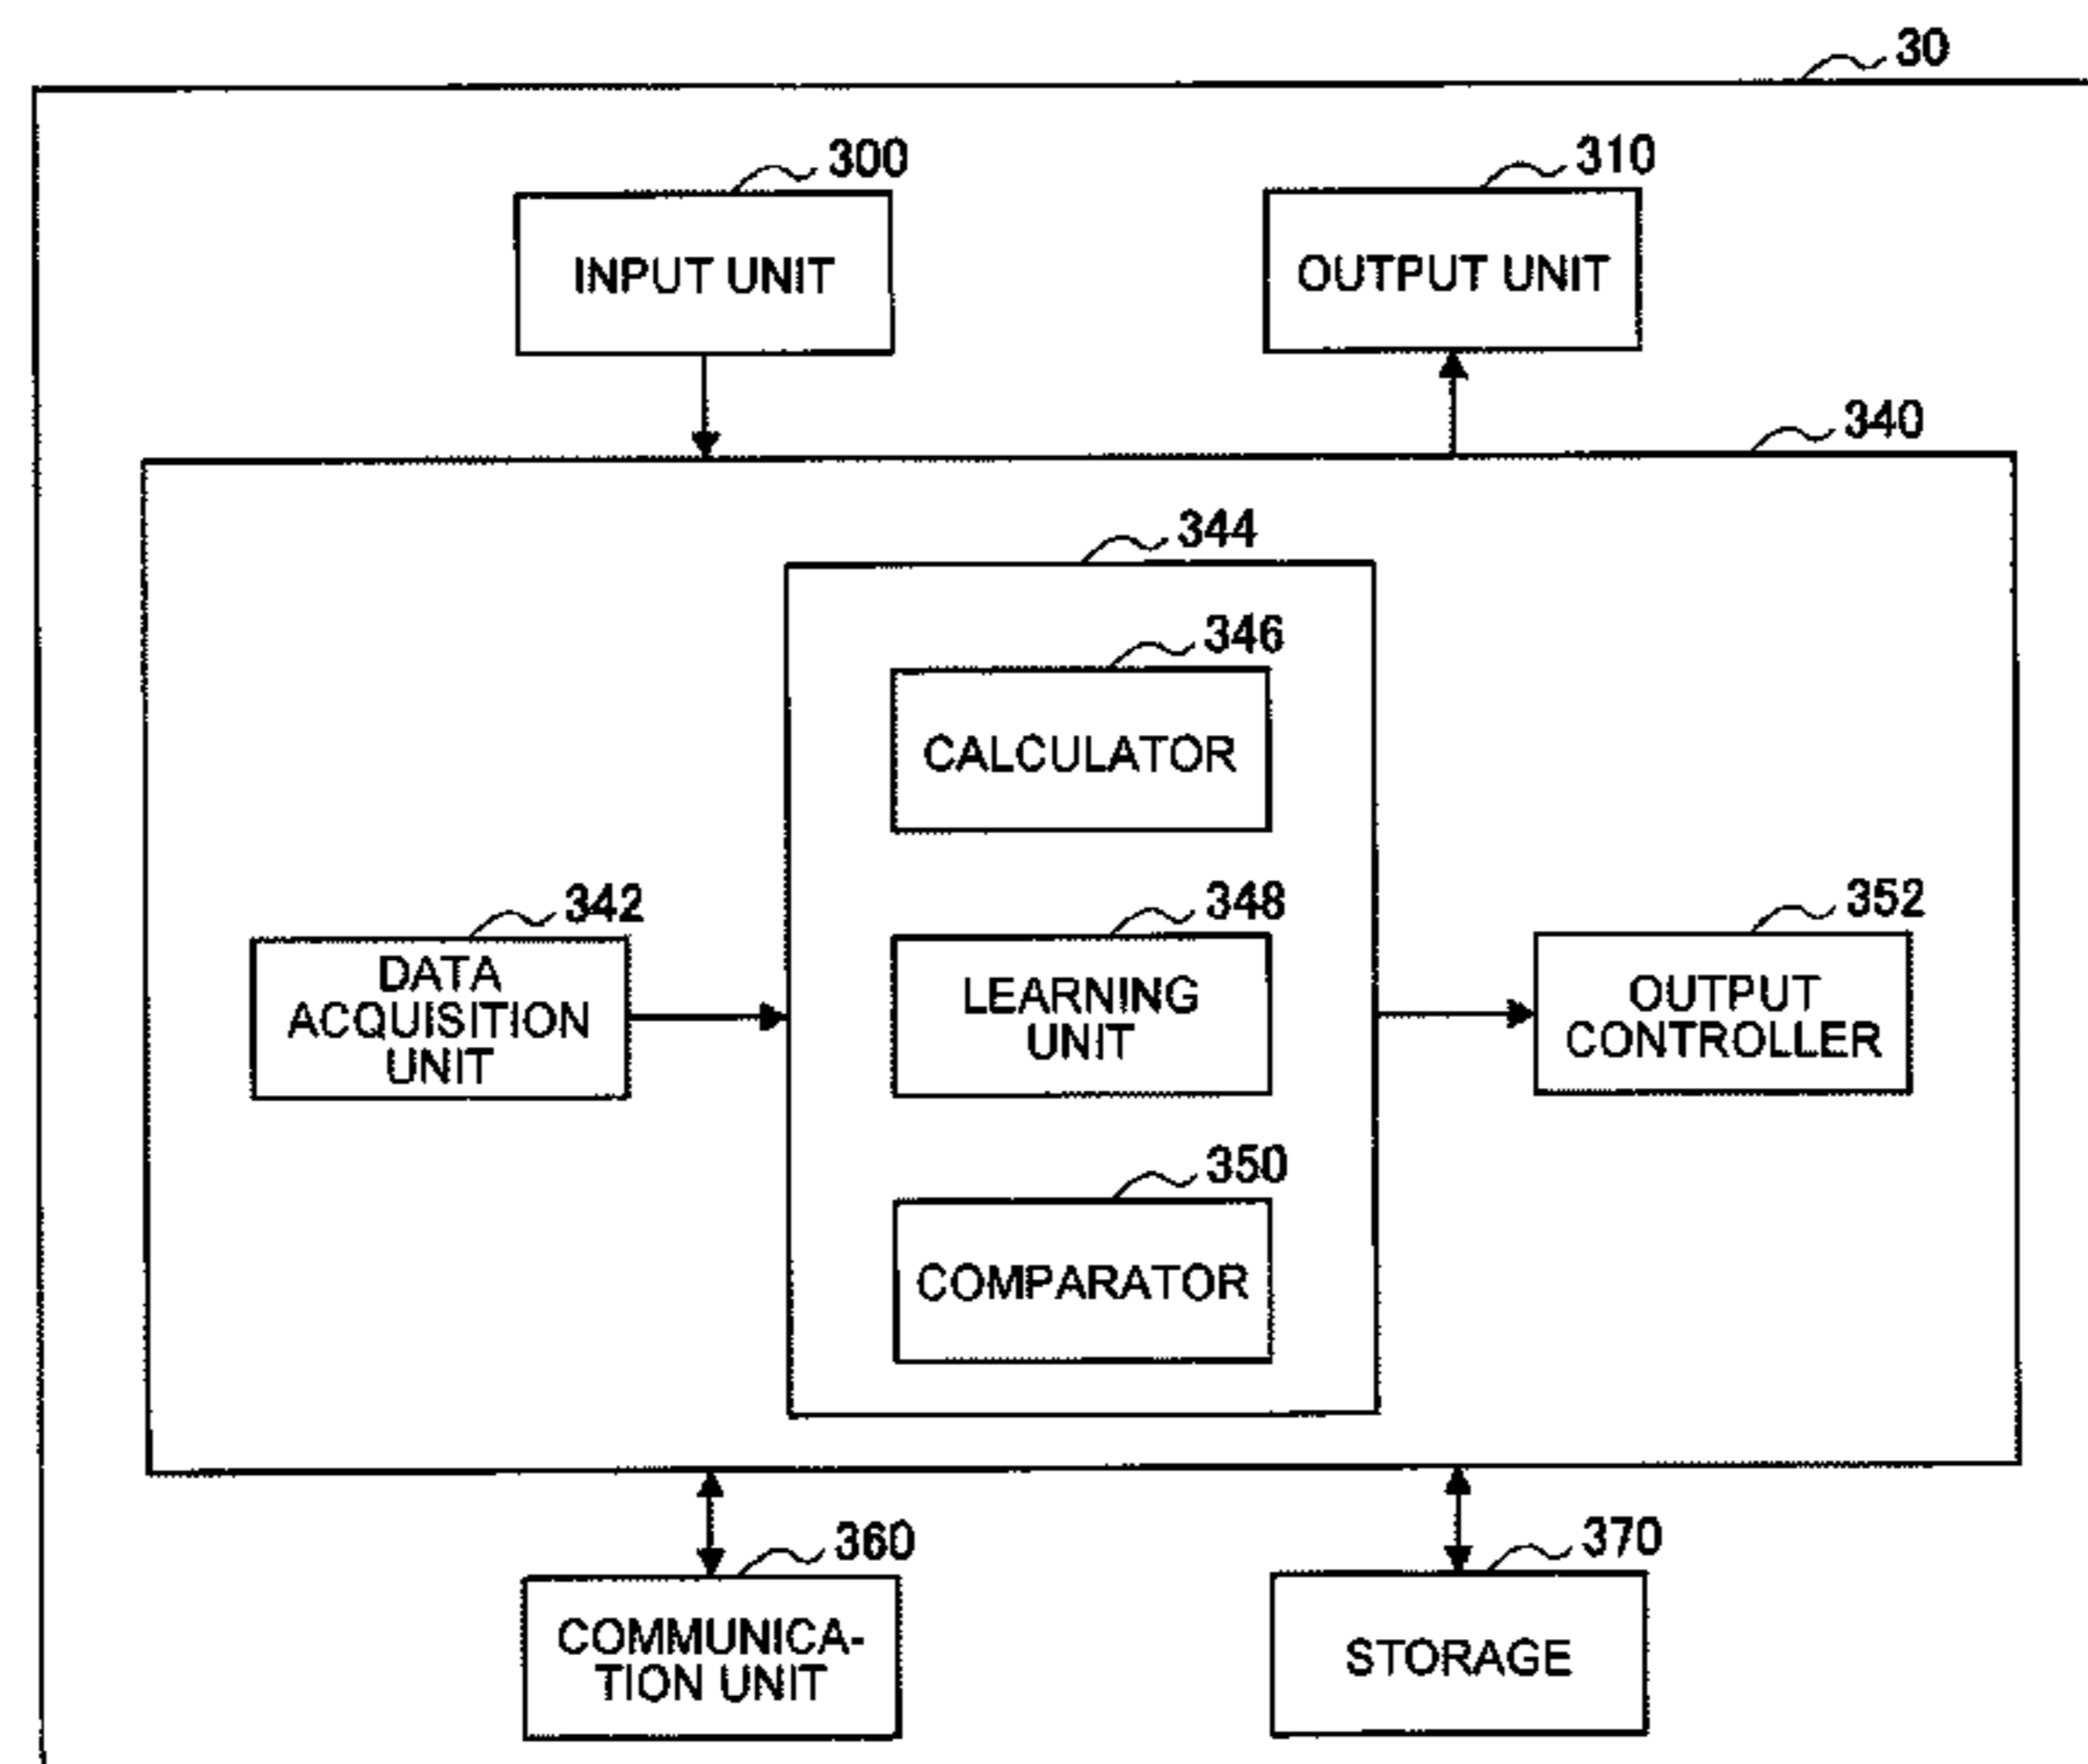 30
300
INPUT UNIT
310
OUTPUT UNIT
340
344
346
CALCULATOR
342
DATA
ACQUISITION
UNIT
348
LEARNING
UNIT
352
OUTPUT
CONTROLLER
350
COMPARATOR
360
COMMUNICA-
TION UNIT
370
STORAGE